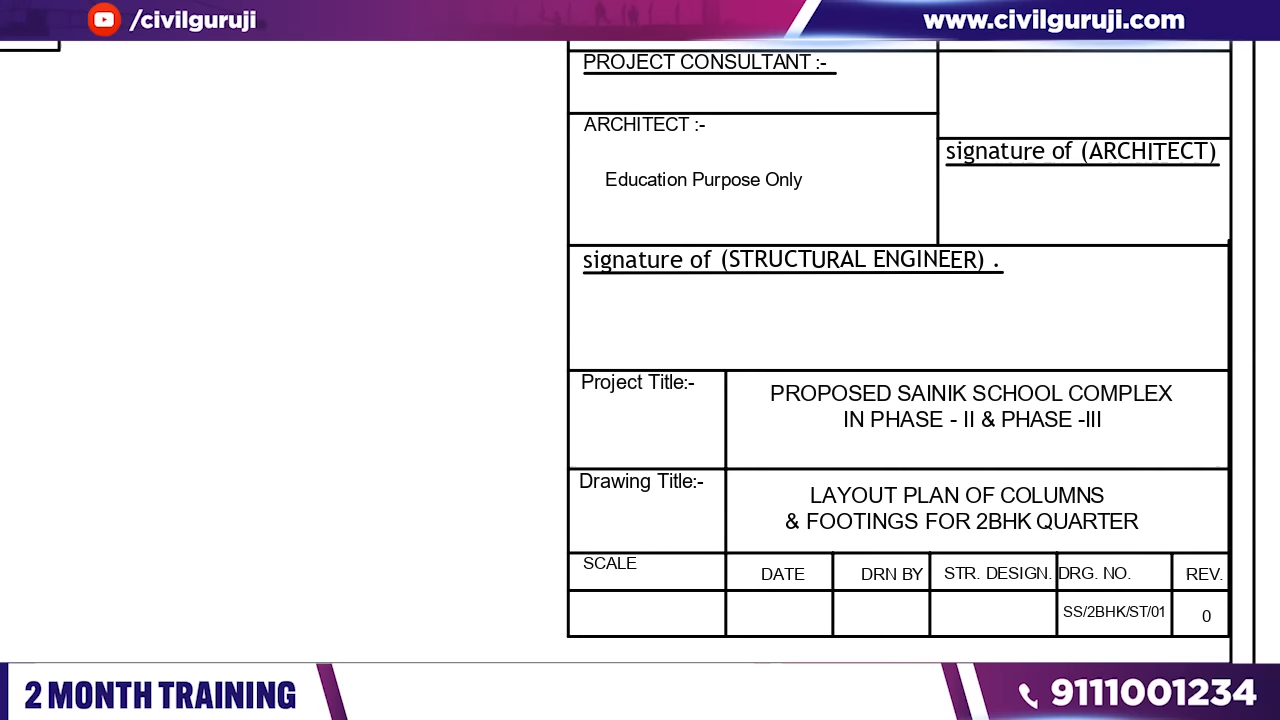 /civilguruji
www.civilguruji.com
PROJECT CONSULTANT :-
ARCHITECT :-
signature of (ARCHITECT)
Education Purpose Only
signature of (STRUCTURAL ENGINEER) .
Project Title:-
PROPOSED SAINIK SCHOOL COMPLEX
IN PHASE - II & PHASE -III
Drawing Title:-
LAYOUT PLAN OF COLUMNS
& FOOTINGS FOR 2BHK QUARTER
SCALE DATE DRN BY STR. DESIGN. DRG. NO. REV.
SS/2BHK/ST/01 0
2 MONTH TRAINING
9111001234